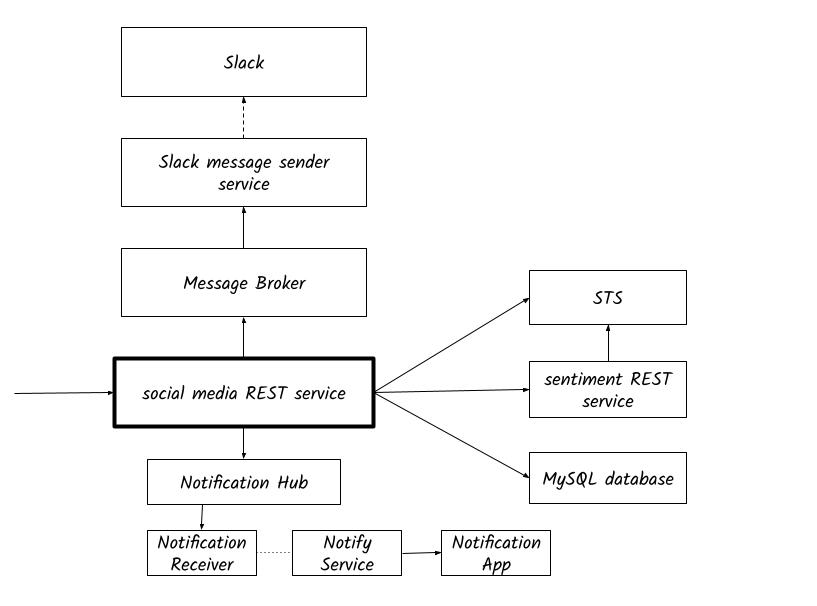 Slack
Slack message sender
service
Message Broker
STS
social media REST service
sentiment REST
service
MySQL database
Notification Hub
Notification
Receiver
Notify
Service
Notification
App